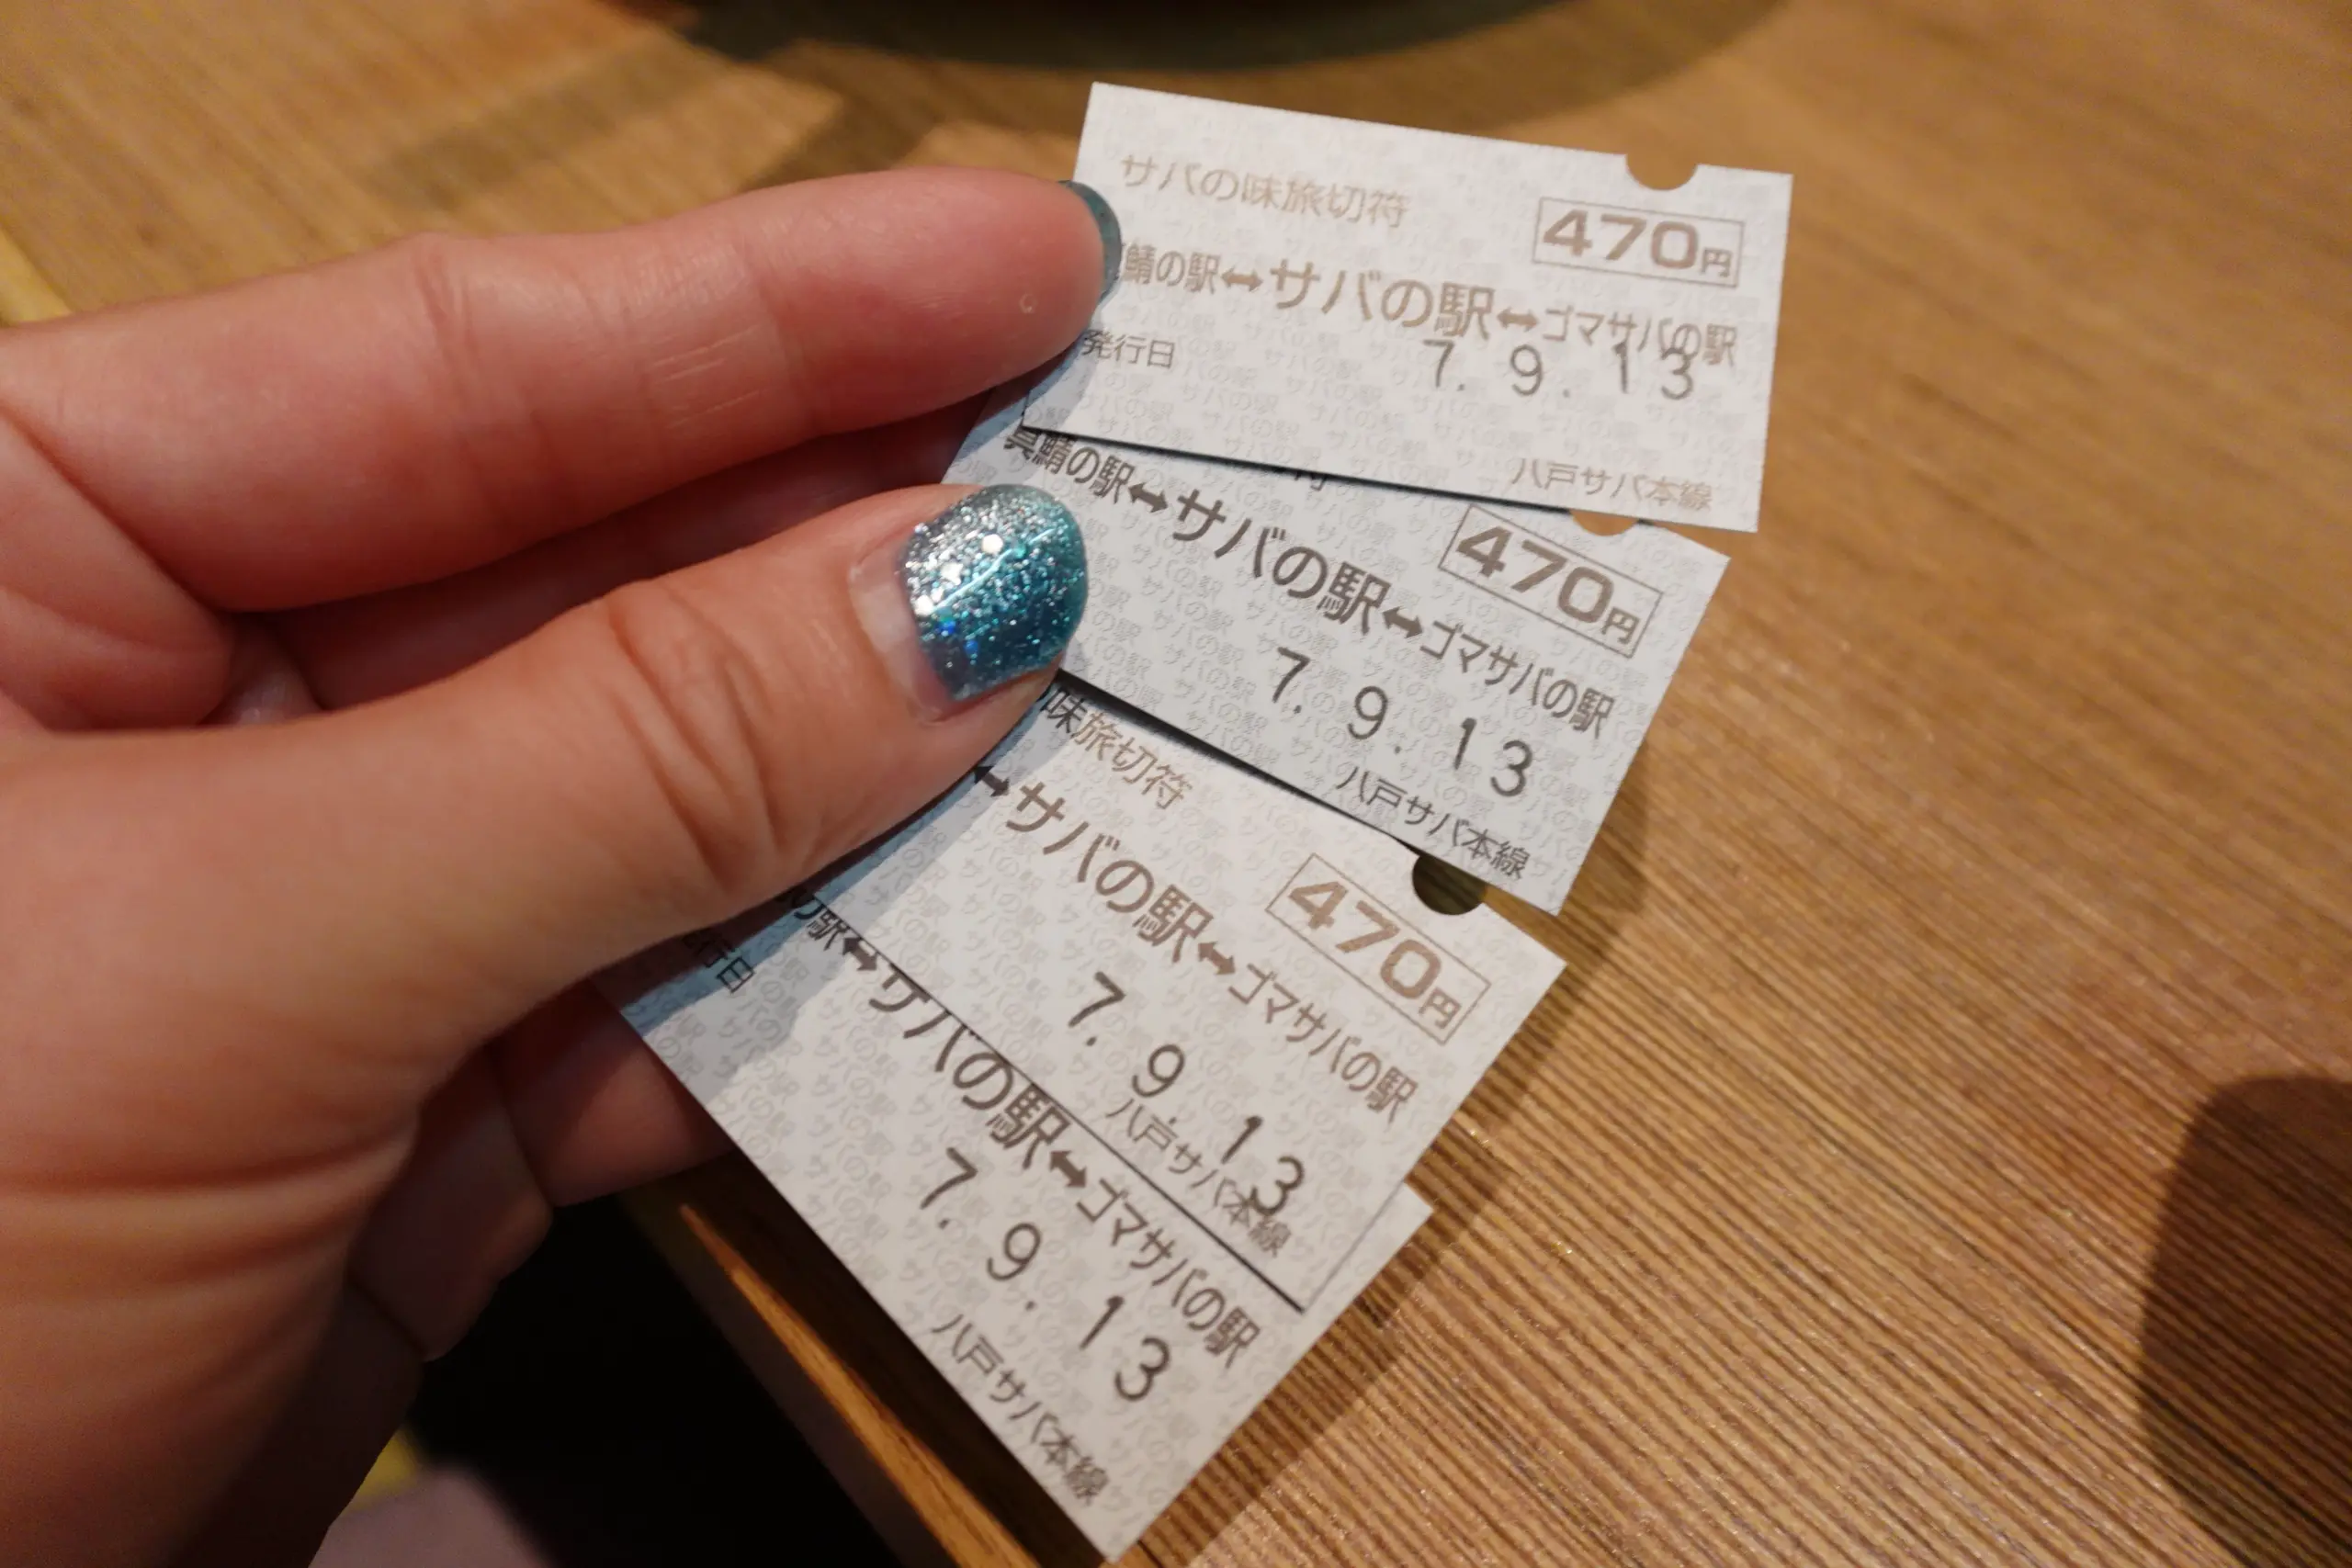 サバの味旅切符
470円
鯖の駅↔サバの駅↔ゴマサバの駅
発行日 7. 9. 13
八戸サバ本線
470円
真鯖の駅↔サバの駅↔ゴマサバの駅
7. 9. 13
八戸サバ本線
味旅切符
470円
↔サバの駅↔ゴマサバの駅
7. 9. 13
八戸サバ本線
の駅↔サバの駅↔ゴマサバの駅
行日 7. 9. 13
八戸サバ本線